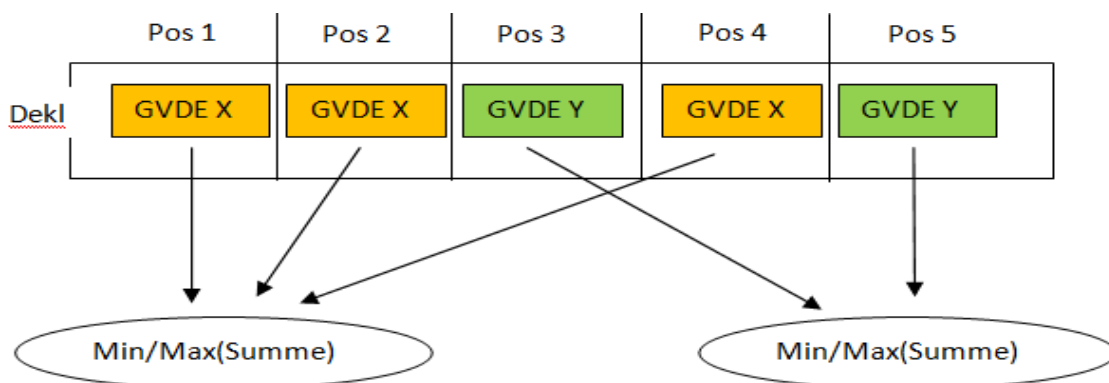 Pos 1 Pos 2 Pos 3 Pos 4 Pos 5
Dekl GVDE X GVDE X GVDE Y GVDE X GVDE Y
Min/Max(Summe) Min/Max(Summe)